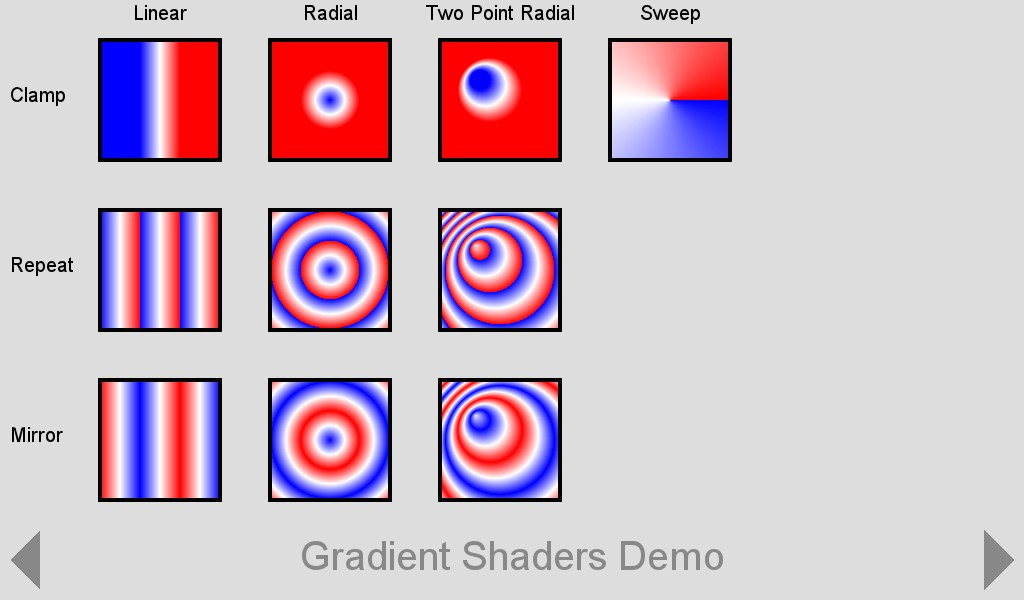 Linear Radial Two Point Radial Sweep
Clamp
Repeat
Mirror
Gradient Shaders Demo